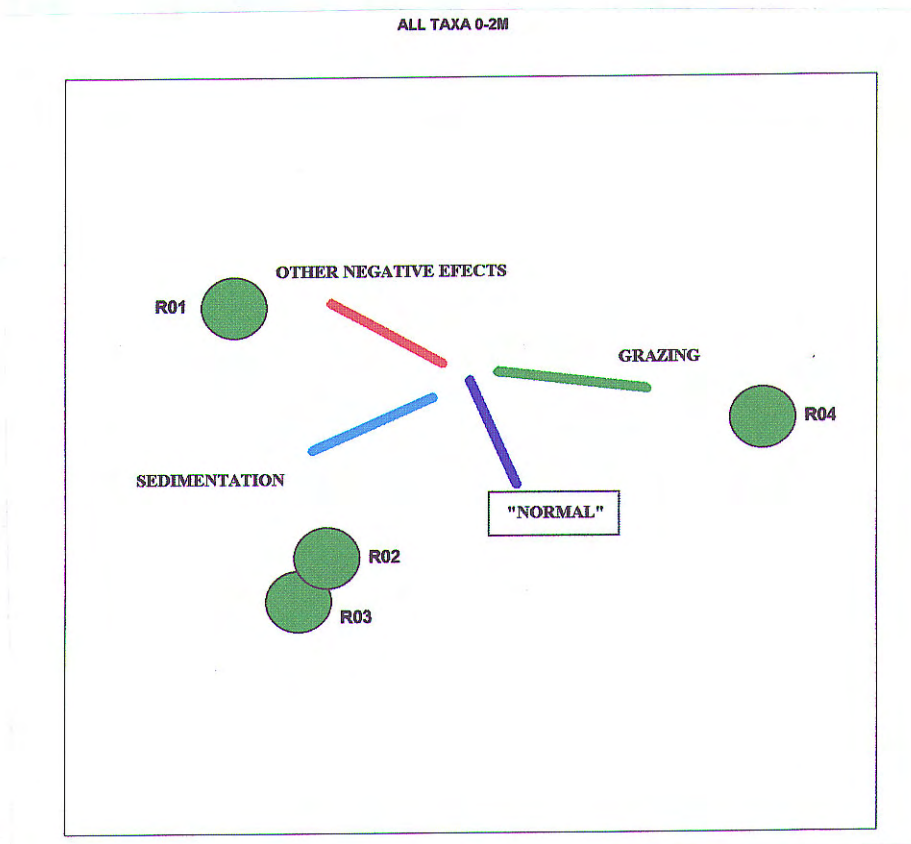 ALL TAXA 0-2M
OTHER NEGATIVE EFECTS
R01
GRAZING
R04
SEDIMENTATION
"NORMAL"
R02
R03